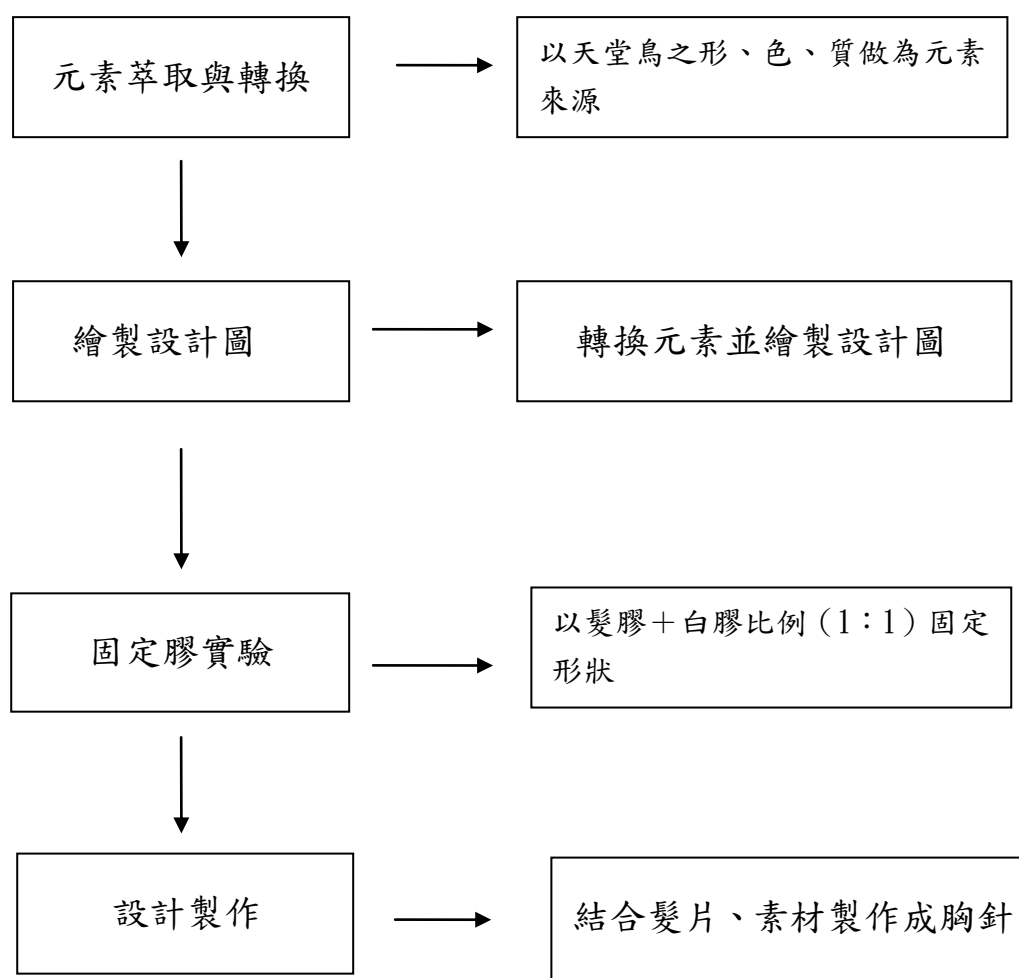 元素萃取與轉換
以天堂鳥之形、色、質做為元素
來源
繪製設計圖
轉換元素並繪製設計圖
固定膠實驗
以髮膠＋白膠比例（1：1）固定
形狀
設計製作
結合髮片、素材製作成胸針